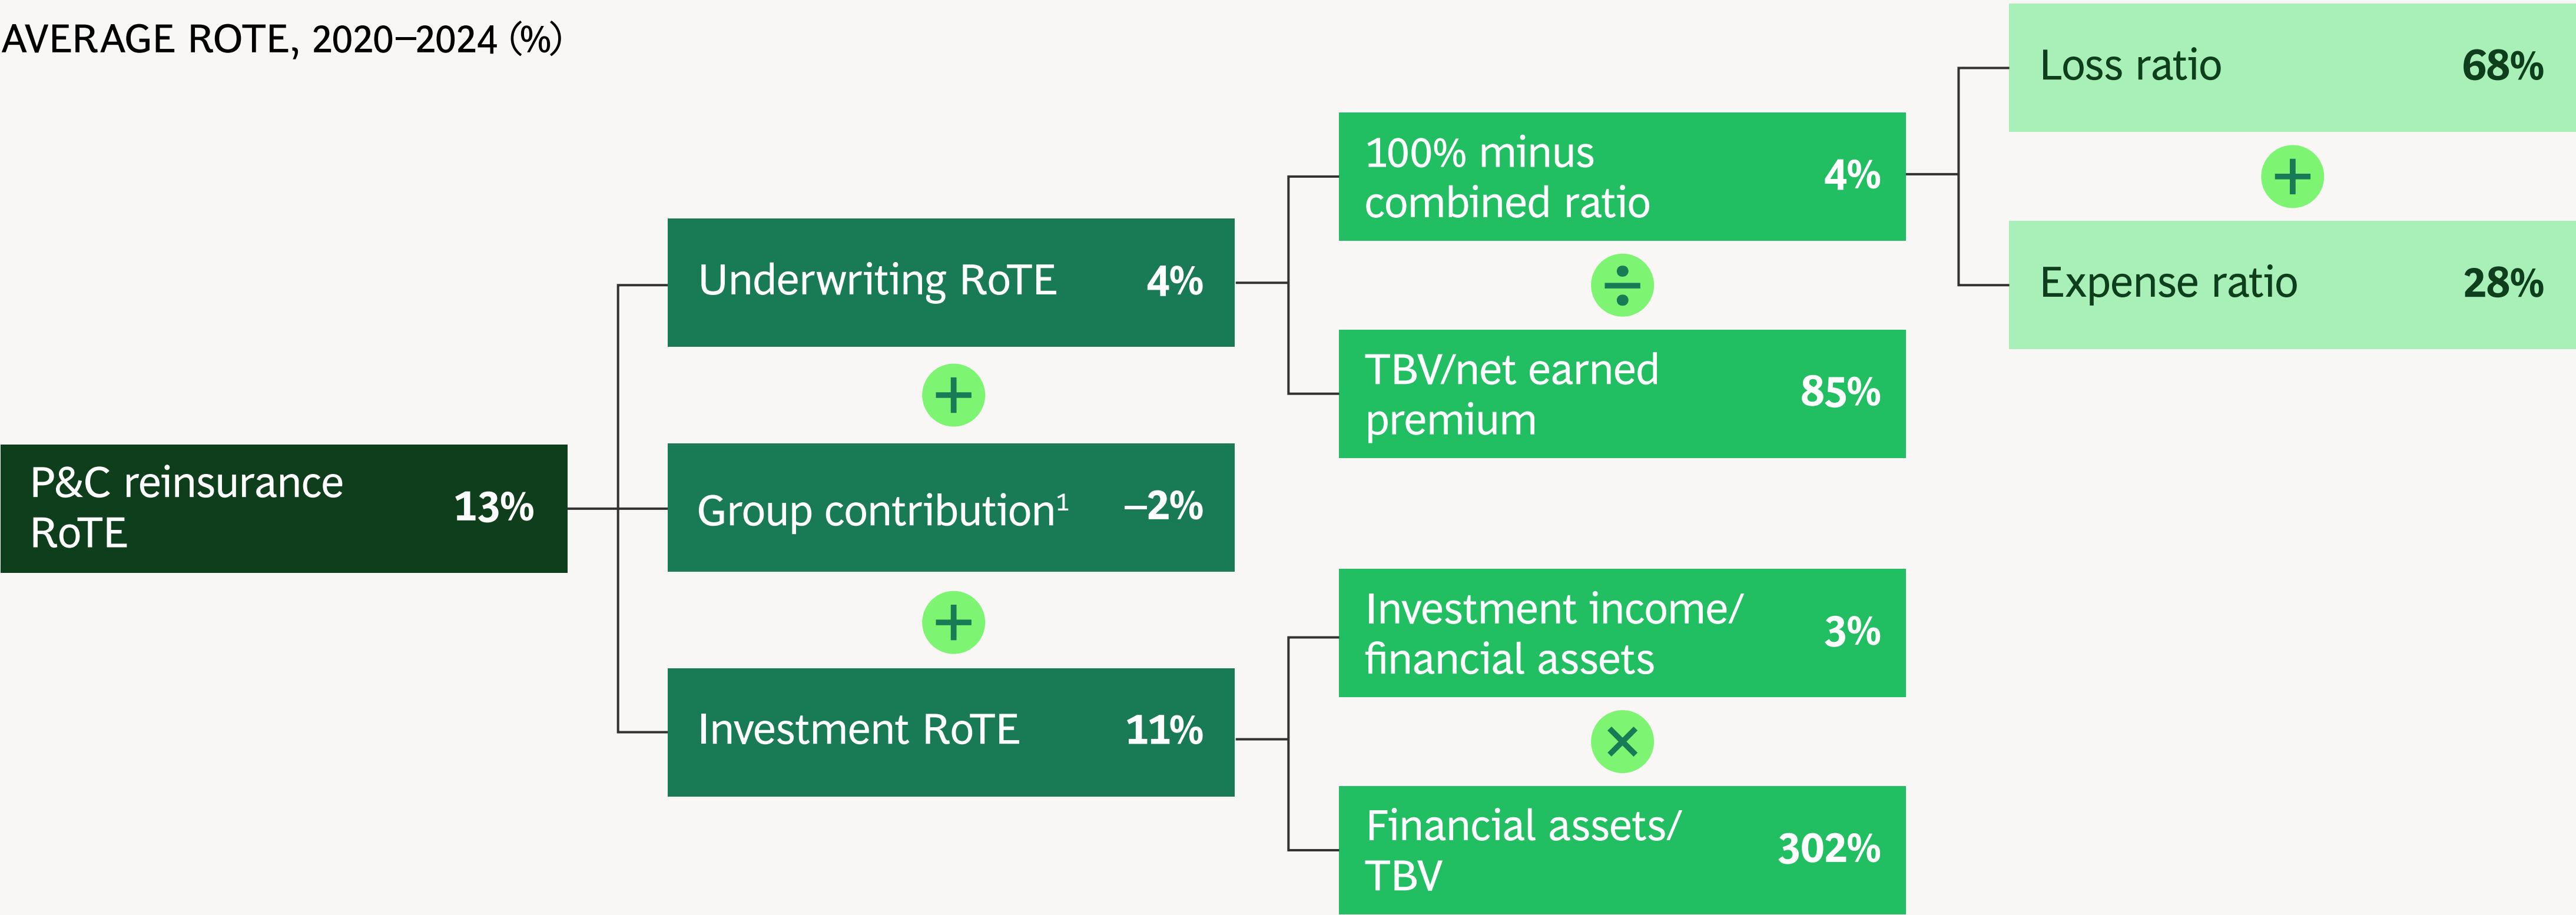 AVERAGE ROTE, 2020–2024 (%)
P&C reinsurance
RoTE
13%
Underwriting RoTE 4%
+
Group contribution¹ –2%
+
Investment RoTE 11%
100% minus
combined ratio
4%
÷
TBV/net earned
premium
85%
Investment income/
financial assets
3%
×
Financial assets/
TBV
302%
Loss ratio 68%
+
Expense ratio 28%